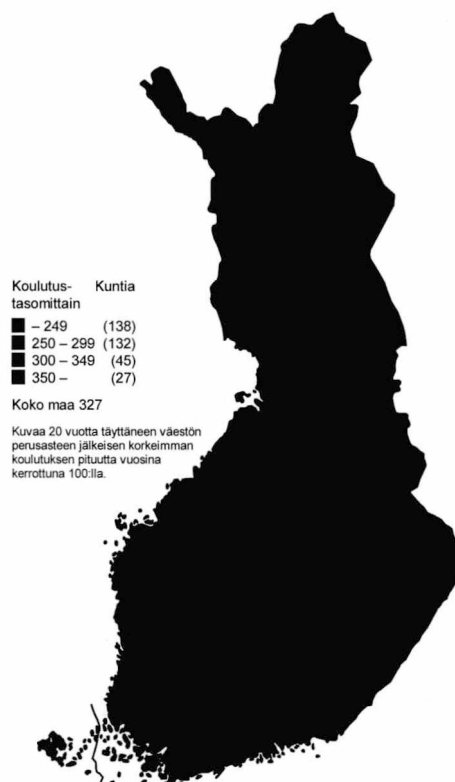 Koulutus- Kuntia
tasomittain
– 249 (138)
250 – 299 (132)
300 – 349 (45)
350 – (27)
Koko maa 327
Kuvaa 20 vuotta täyttäneen väestön
perusasteen jälkeisen korkeimman
koulutuksen pituutta vuosina
kerrottuna 100:lla.